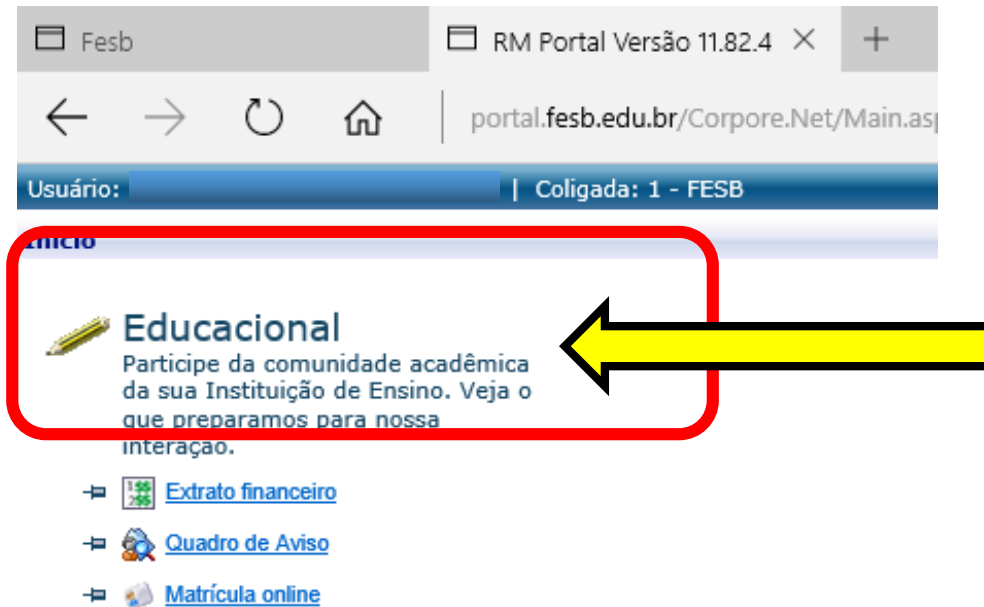 Fesb
RM Portal Versão 11.82.4
portal.fesb.edu.br/Corpore.Net/Main.asp
Usuário: | Coligada: 1 - FESB
Início
Educacional
Participe da comunidade acadêmica
da sua Instituição de Ensino. Veja o
que preparamos para nossa
interação.
Extrato financeiro
Quadro de Aviso
Matrícula online